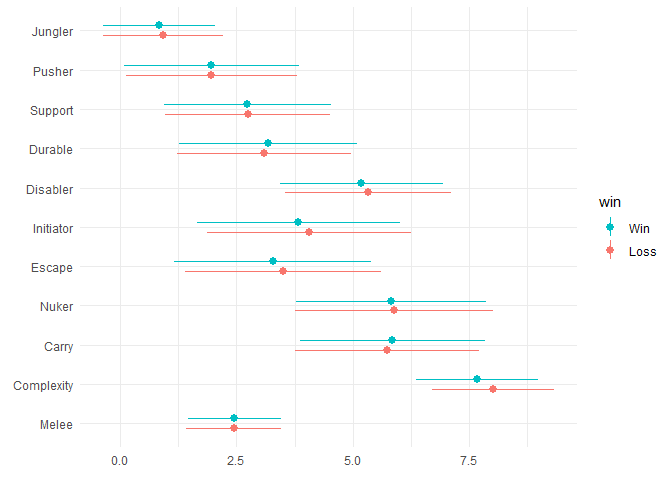 Jungler
Pusher
Support
Durable
Disabler
Initiator
Escape
Nuker
Carry
Complexity
Melee
0.0 2.5 5.0 7.5
win
Win
Loss